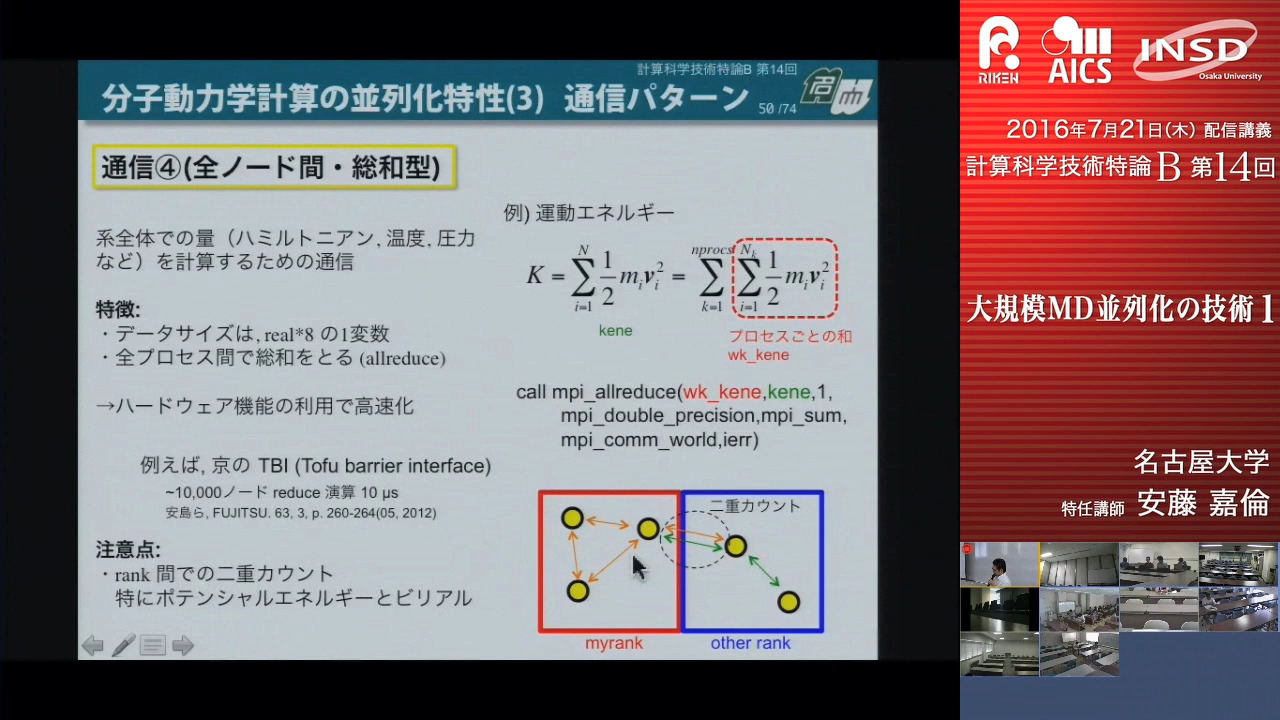 計算科学技術特論B 第14回
分子動力学計算の並列化特性(3) 通信パターン
50 /74
通信④(全ノード間・総和型)
系全体での量（ハミルトニアン, 温度, 圧力
など）を計算するための通信
特徴:
・データサイズは, real*8 の1変数
・全プロセス間で総和をとる (allreduce)
→ハードウェア機能の利用で高速化
例えば, 京の TBI (Tofu barrier interface)
~10,000ノード reduce 演算 10 μs
安島ら, FUJITSU. 63, 3, p. 260-264(05, 2012)
注意点:
・rank 間での二重カウント
特にポテンシャルエネルギーとビリアル
例) 運動エネルギー
K = \sum_{i=1}^{N} \frac{1}{2} m_i v_i^2 = \sum_{k=1}^{nprocs} \sum_{i=1}^{N_k} \frac{1}{2} m_i v_i^2
kene
プロセスごとの和
wk_kene
call mpi_allreduce(wk_kene,kene,1,
mpi_double_precision,mpi_sum,
mpi_comm_world,ierr)
二重カウント
myrank
other rank
RIKEN
AICS
INSD
Osaka University
2016年7月21日(木) 配信講義
計算科学技術特論 B 第14回
大規模MD並列化の技術1
名古屋大学
特任講師 安藤 嘉倫